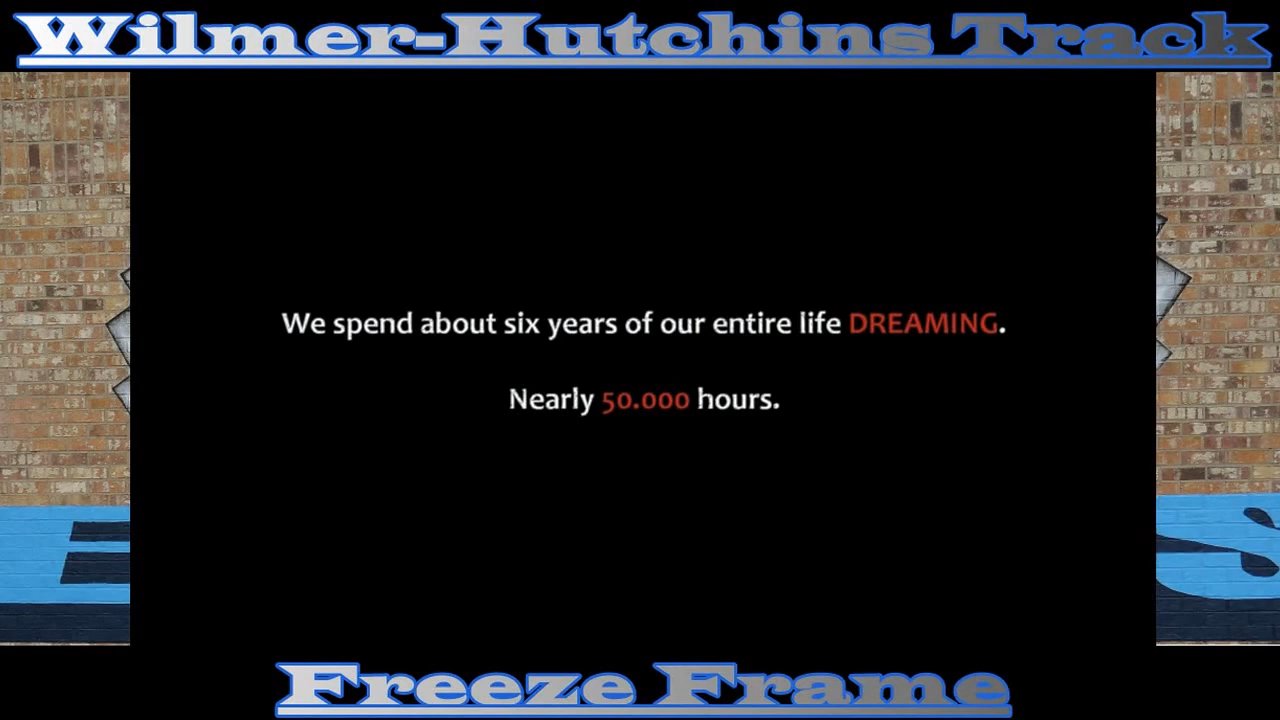 Wilmer-Hutchins Track
We spend about six years of our entire life DREAMING.
Nearly 50.000 hours.
Freeze Frame